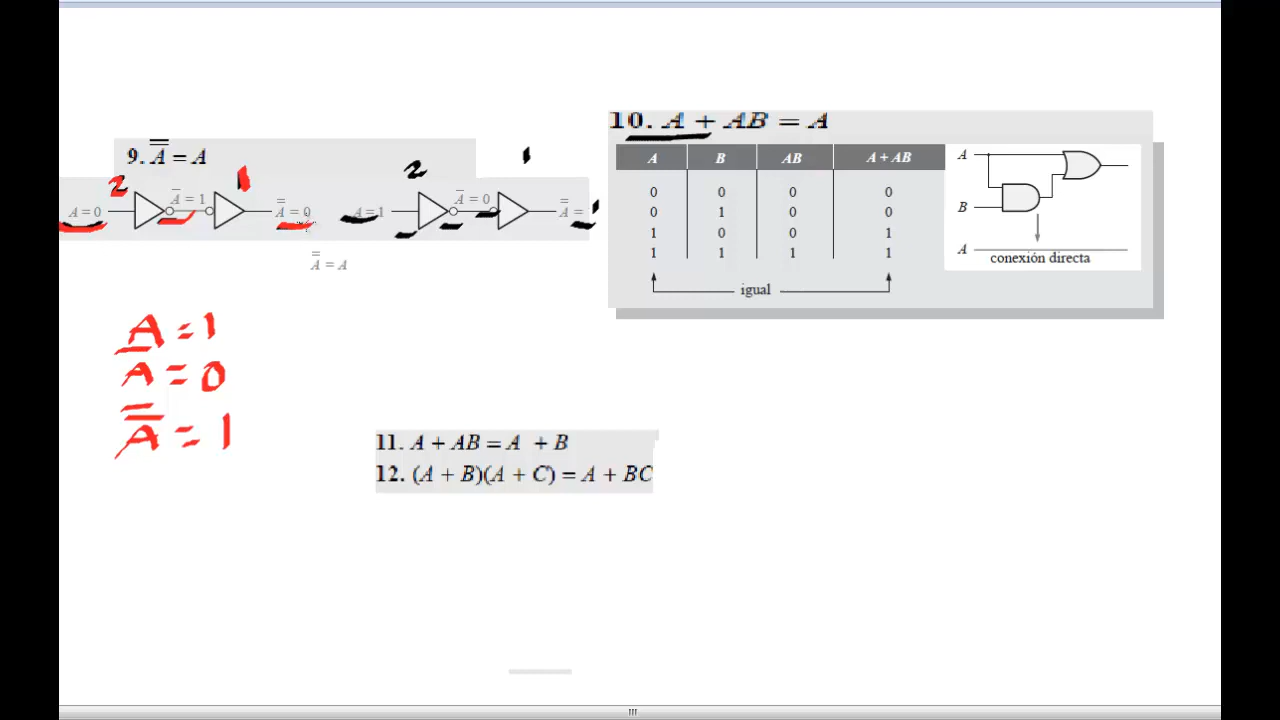 9. A̿ = A
2 1
A = 0 A̅ = 1 A̿ = 0
2 1
A = 1 A̅ = 0 A̿ = 1
A̿ = A
A = 1
A̅ = 0
A̿ = 1
10. A + AB = A
A B AB A + AB
0 0 0 0
0 1 0 0
1 0 0 1
1 1 1 1
igual
A
B
A
conexión directa
11. A + AB = A + B
12. (A + B)(A + C) = A + BC